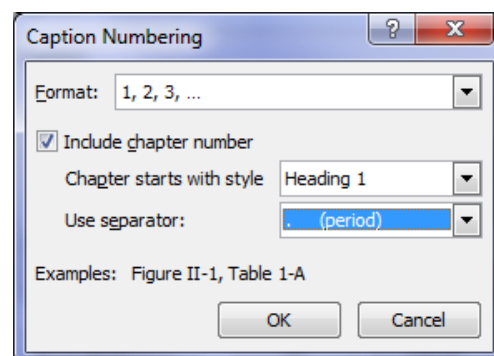 Caption Numbering
Format: 1, 2, 3, ...
Include chapter number
Chapter starts with style Heading 1
Use separator: . (period)
Examples: Figure II-1, Table 1-A
OK Cancel